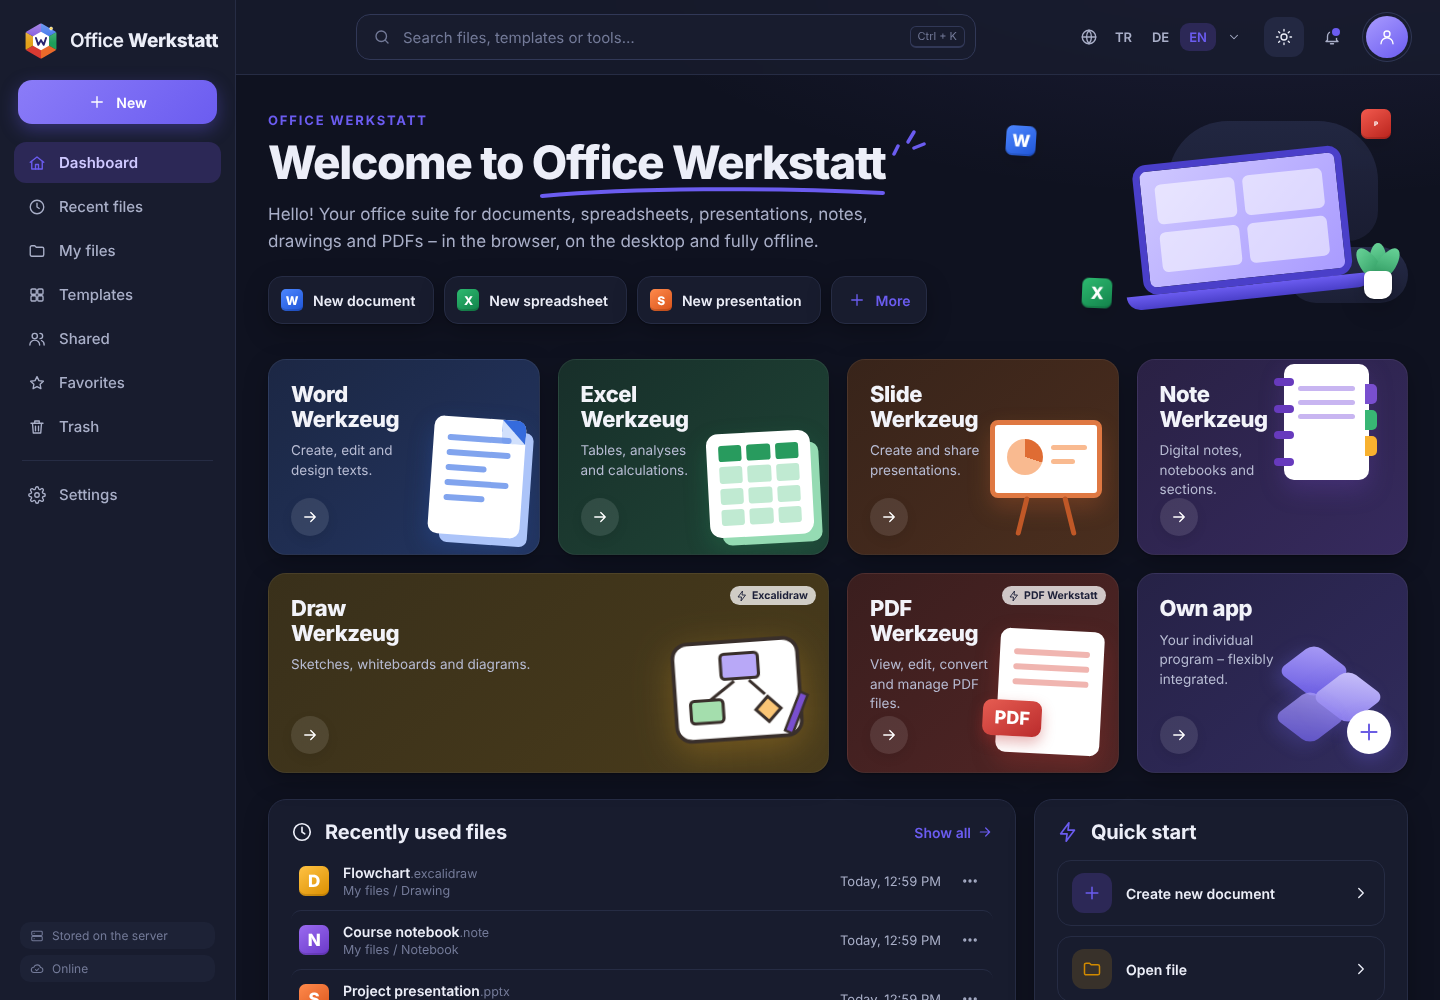 Office Werkstatt
Search files, templates or tools...
Ctrl + K
TR
DE
EN
New
Dashboard
Recent files
My files
Templates
Shared
Favorites
Trash
Settings
Stored on the server
Online
OFFICE WERKSTATT
Welcome to Office Werkstatt
Hello! Your office suite for documents, spreadsheets, presentations, notes,
drawings and PDFs – in the browser, on the desktop and fully offline.
W New document
X New spreadsheet
S New presentation
More
W
P
X
Word
Werkzeug
Create, edit and
design texts.
Excel
Werkzeug
Tables, analyses
and calculations.
Slide
Werkzeug
Create and share
presentations.
Note
Werkzeug
Digital notes,
notebooks and
sections.
Draw
Werkzeug
Sketches, whiteboards and diagrams.
Excalidraw
PDF
Werkzeug
View, edit, convert
and manage PDF
files.
PDF Werkstatt
PDF
Own app
Your individual
program – flexibly
integrated.
Recently used files
Show all
D
Flowchart.excalidraw
My files / Drawing
Today, 12:59 PM
N
Course notebook.note
My files / Notebook
Today, 12:59 PM
S
Project presentation.pptx
Today, 12:59 PM
Quick start
Create new document
Open file